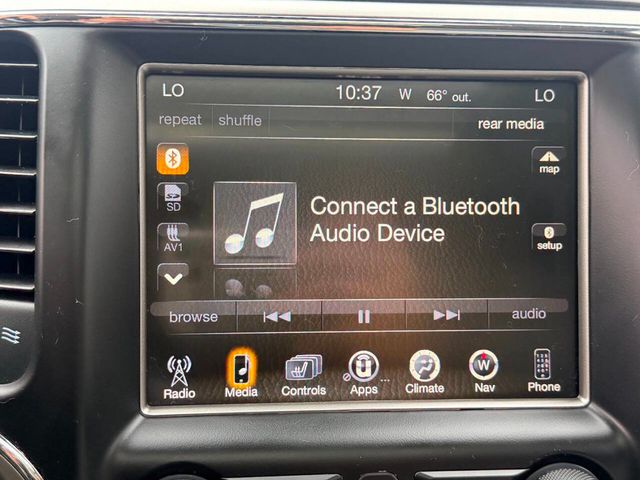 LO 10:37 W 66° out. LO
repeat shuffle rear media
map
SD
Connect a Bluetooth
Audio Device
AV1
setup
browse audio
Radio Media Controls Apps ... Climate W Nav Phone